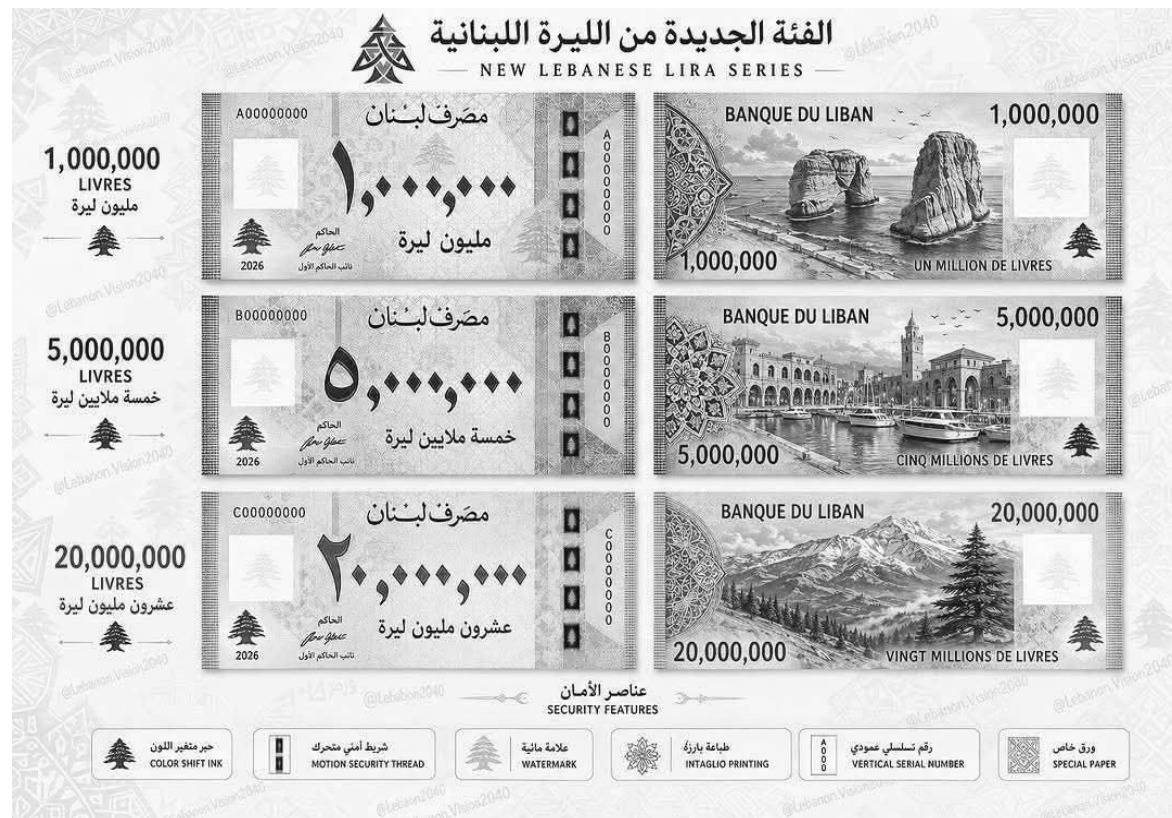 الفئة الجديدة من الليرة اللبنانية
NEW LEBANESE LIRA SERIES
1,000,000
LIVRES
مليون ليرة
A00000000
مصرف لبنان
١,٠٠٠,٠٠٠
الحاكم
مليون ليرة
نائب الحاكم الأول
2026
A00000000
BANQUE DU LIBAN
1,000,000
1,000,000
UN MILLION DE LIVRES
5,000,000
LIVRES
خمسة ملايين ليرة
B00000000
مصرف لبنان
٥,٠٠٠,٠٠٠
الحاكم
خمسة ملايين ليرة
نائب الحاكم الأول
2026
B00000000
BANQUE DU LIBAN
5,000,000
5,000,000
CINQ MILLIONS DE LIVRES
20,000,000
LIVRES
عشرون مليون ليرة
C00000000
مصرف لبنان
٢٠,٠٠٠,٠٠٠
الحاكم
عشرون مليون ليرة
نائب الحاكم الأول
2026
C00000000
BANQUE DU LIBAN
20,000,000
20,000,000
VINGT MILLIONS DE LIVRES
عناصر الأمان
SECURITY FEATURES
حبر متغير اللون
COLOR SHIFT INK
شريط أمني متحرك
MOTION SECURITY THREAD
علامة مائية
WATERMARK
طباعة بارزة
INTAGLIO PRINTING
رقم تسلسلي عمودي
VERTICAL SERIAL NUMBER
A000
ورق خاص
SPECIAL PAPER
@Lebanon.Vision2040